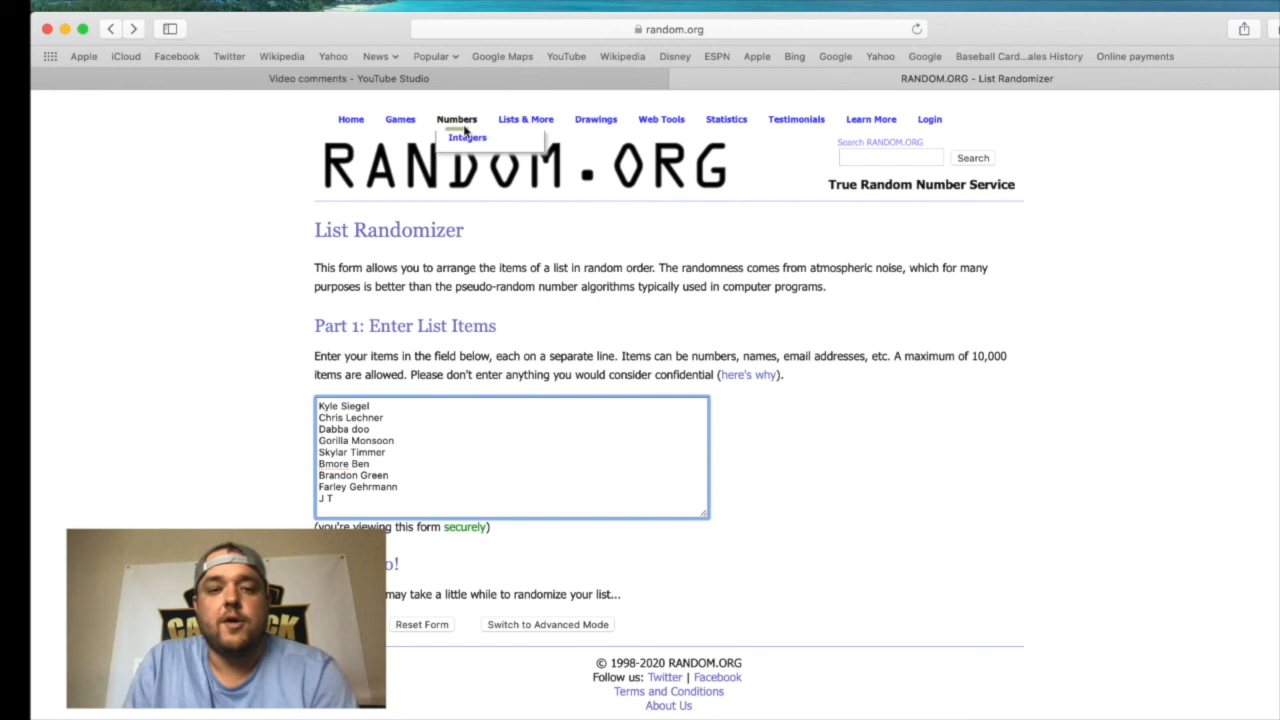 random.org
Apple iCloud Facebook Twitter Wikipedia Yahoo News Popular Google Maps YouTube Wikipedia Disney ESPN Apple Bing Google Yahoo Google Baseball Card...ales History Online payments
Video comments - YouTube Studio RANDOM.ORG - List Randomizer
Home Games Numbers Lists & More Drawings Web Tools Statistics Testimonials Learn More Login
Integers
Search RANDOM.ORG
RANDOM.ORG
Search
True Random Number Service
List Randomizer
This form allows you to arrange the items of a list in random order. The randomness comes from atmospheric noise, which for many
purposes is better than the pseudo-random number algorithms typically used in computer programs.
Part 1: Enter List Items
Enter your items in the field below, each on a separate line. Items can be numbers, names, email addresses, etc. A maximum of 10,000
items are allowed. Please don't enter anything you would consider confidential (here's why).
Kyle Siegel
Chris Lechner
Dabba doo
Gorilla Monsoon
Skylar Timmer
Bmore Ben
Brandon Green
Farley Gehrmann
J T
(you're viewing this form securely)
o!
may take a little while to randomize your list...
Reset Form Switch to Advanced Mode
© 1998-2020 RANDOM.ORG
Follow us: Twitter | Facebook
Terms and Conditions
About Us